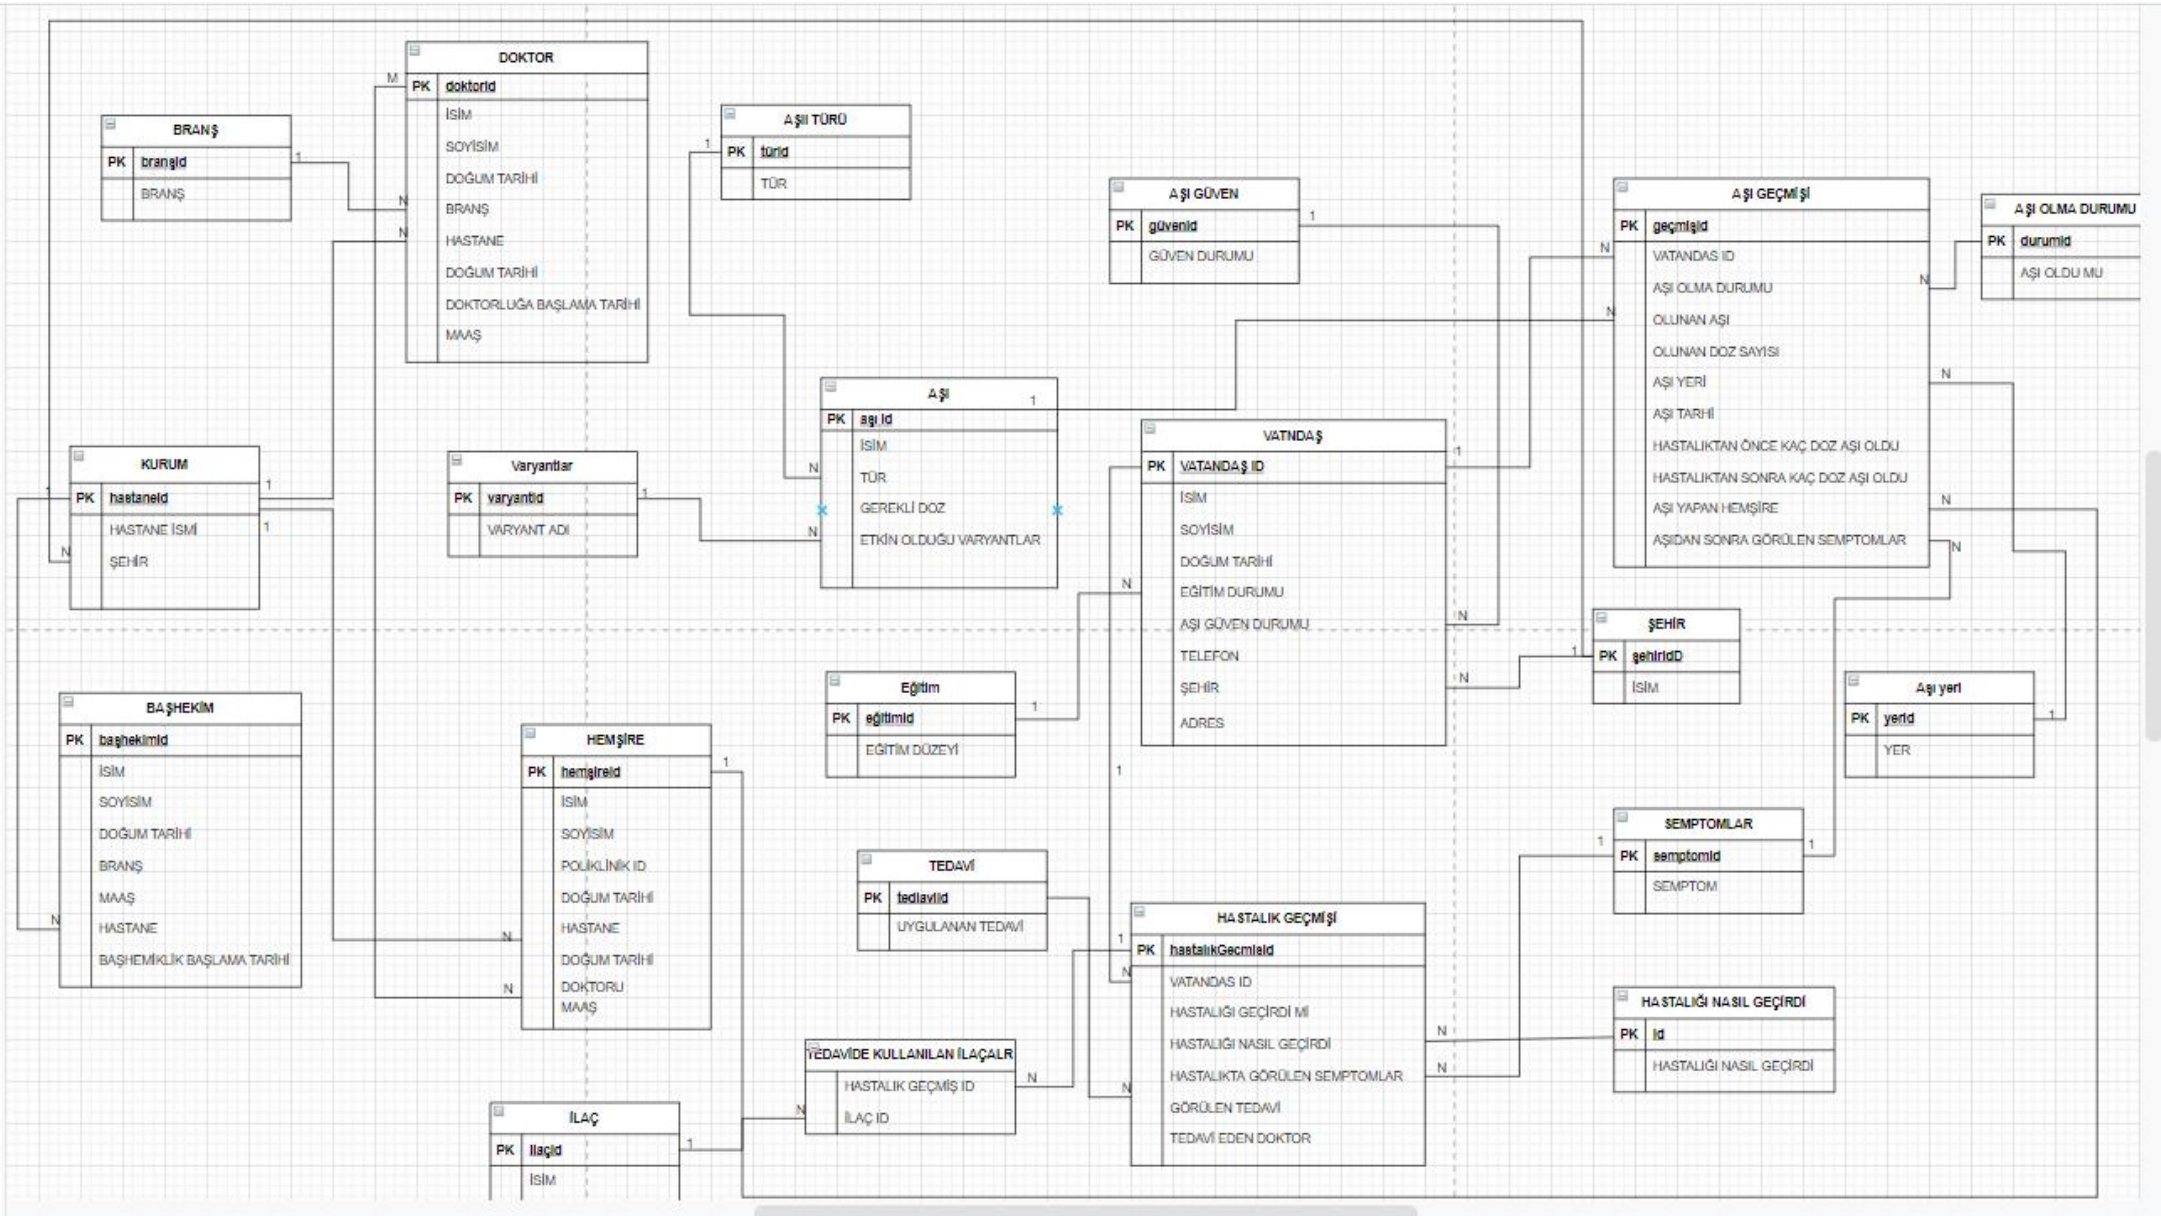 DOKTOR
M
PK doktorId
İSİM
SOYİSİM
DOĞUM TARİHİ
N
BRANŞ
N
HASTANE
DOĞUM TARİHİ
DOKTORLUĞA BAŞLAMA TARİHİ
MAAŞ
BRANŞ
PK branşId
1
BRANŞ
AŞII TÜRÜ
1
PK türId
TÜR
AŞI GÜVEN
PK güvenId
1
GÜVEN DURUMU
AŞI GEÇMİŞİ
PK geçmişId
N
VATANDAS ID
AŞI OLMA DURUMU
N
N
OLUNAN AŞI
OLUNAN DOZ SAYISI
AŞI YERİ
N
AŞI TARHİ
HASTALIKTAN ÖNCE KAÇ DOZ AŞI OLDU
HASTALIKTAN SONRA KAÇ DOZ AŞI OLDU
AŞI YAPAN HEMŞİRE
N
AŞIDAN SONRA GÖRÜLEN SEMPTOMLAR
N
AŞI OLMA DURUMU
PK durumId
AŞI OLDU MU
AŞI
1
PK aşı Id
İSİM
N
TÜR
GEREKLİ DOZ
N
ETKİN OLDUĞU VARYANTLAR
VATNDAŞ
PK VATANDAŞ ID
1
İSİM
SOYİSİM
DOĞUM TARİHİ
N
EĞİTİM DURUMU
AŞI GÜVEN DURUMU
N
TELEFON
ŞEHİR
N
ADRES
KURUM
1
PK hastaneId
1
HASTANE İSMİ
1
N
ŞEHİR
Varyantlar
PK varyantId
1
VARYANT ADI
ŞEHİR
1
PK şehirIdD
İSİM
Eğitim
PK eğitimId
1
EĞİTİM DÜZEYİ
Aşı yeri
PK yerId
1
YER
BAŞHEKİM
PK başhekimId
İSİM
SOYİSİM
DOĞUM TARİHİ
BRANŞ
MAAŞ
N
HASTANE
BAŞHEMİKLİK BAŞLAMA TARİHİ
HEMŞİRE
PK hemşireId
1
İSİM
SOYİSİM
POLİKLİNİK ID
DOĞUM TARİHİ
HASTANE
N
DOĞUM TARİHİ
N
DOKTORU
MAAŞ
1
SEMPTOMLAR
1
PK semptomId
1
SEMPTOM
TEDAVİ
PK tedlaviId
UYGULANAN TEDAVİ
HASTALIK GEÇMİŞİ
1
PK hastalıkGecmisId
N
VATANDAS ID
HASTALIĞI GEÇİRDİ Mİ
HASTALIĞI NASIL GEÇİRDİ
N
HASTALIKTA GÖRÜLEN SEMPTOMLAR
N
N
GÖRÜLEN TEDAVİ
TEDAVİ EDEN DOKTOR
HASTALIĞI NASIL GEÇİRDİ
PK Id
HASTALIĞI NASIL GEÇİRDİ
TEDAVİDE KULLANILAN İLAÇALR
HASTALIK GEÇMİŞ ID
N
N
İLAÇ ID
İLAÇ
PK IlaçId
1
İSİM